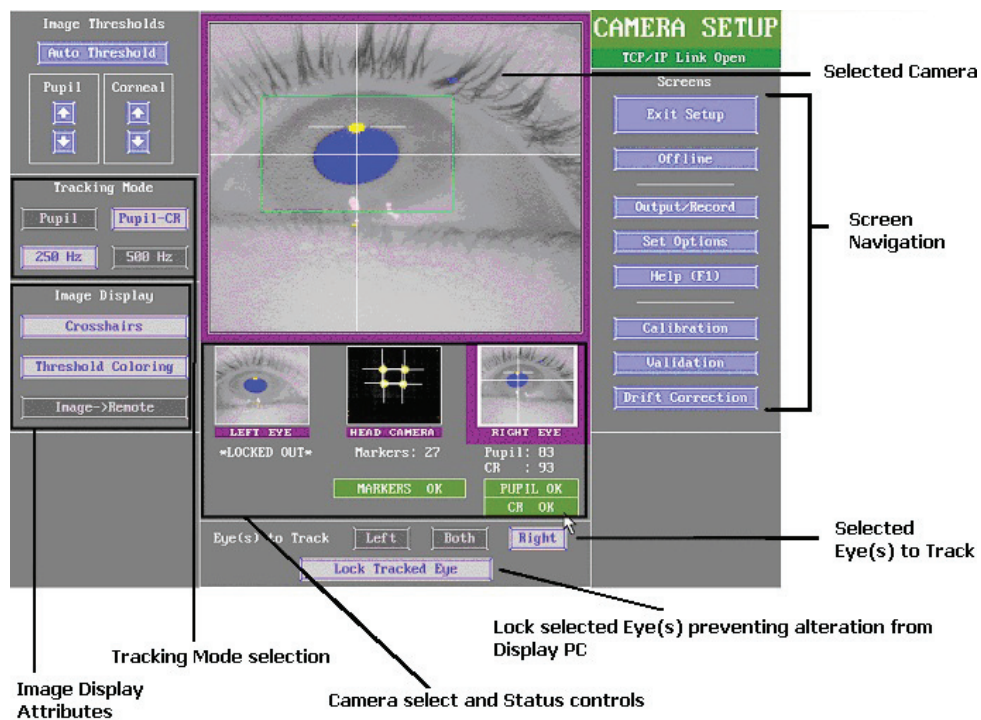 Image Thresholds
Auto Threshold
Pupil Corneal
Tracking Mode
Pupil Pupil-CR
250 Hz 500 Hz
Image Display
Crosshairs
Threshold Coloring
Image->Remote
LEFT EYE
*LOCKED OUT*
HEAD CAMERA
Markers: 27
MARKERS OK
RIGHT EYE
Pupil: 83
CR : 93
PUPIL OK
CR OK
Eye(s) to Track Left Both Right
Lock Tracked Eye
CAMERA SETUP
TCP/IP Link Open
Screens
Exit Setup
Offline
Output/Record
Set Options
Help (F1)
Calibration
Validation
Drift Correction
Selected Camera
Screen
Navigation
Selected
Eye(s) to Track
Lock selected Eye(s) preventing alteration from
Display PC
Tracking Mode selection
Image Display
Attributes
Camera select and Status controls